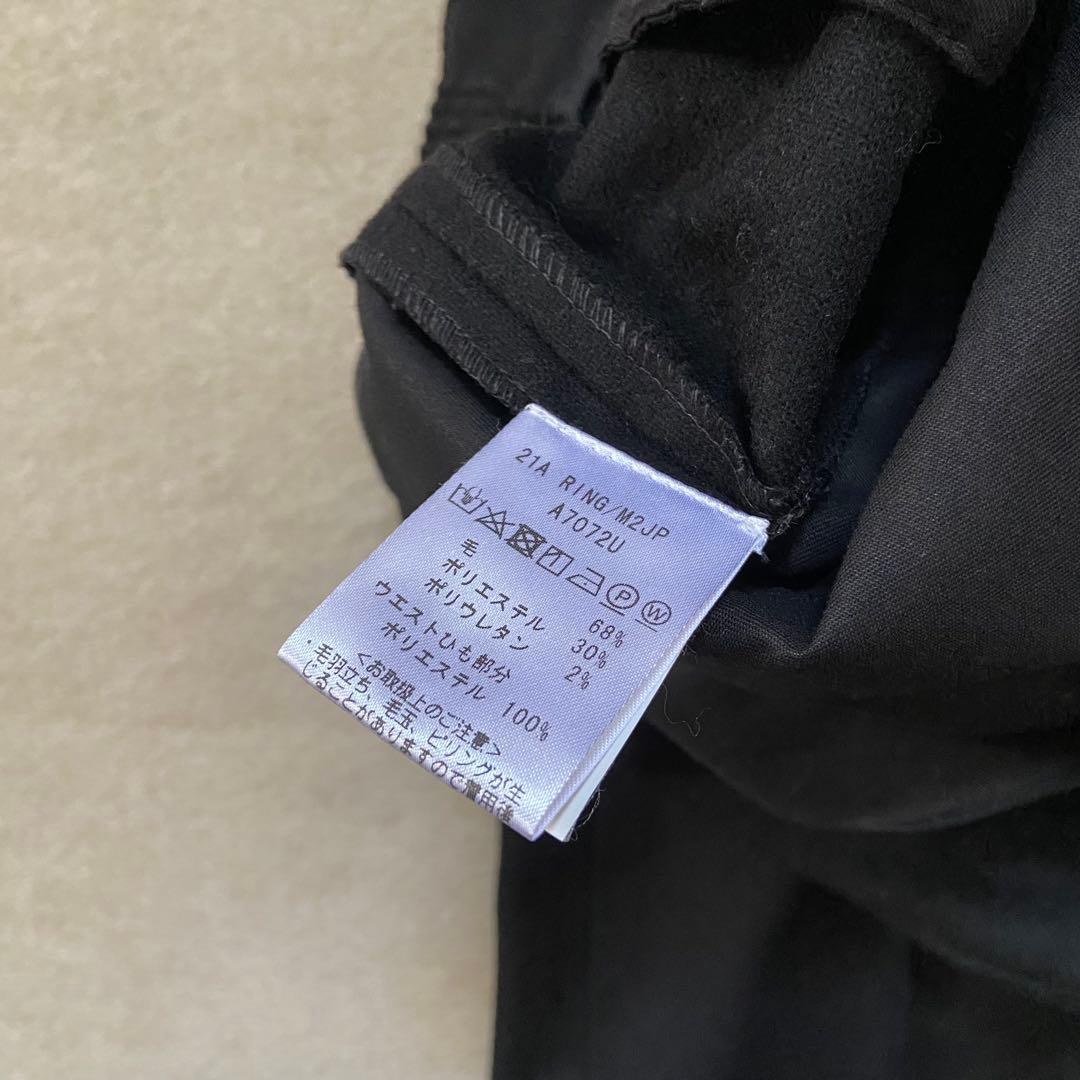 21A RING/M2JP
A7072U
P W
毛 68%
ポリエステル 30%
ポリウレタン 2%
ウエストひも部分
ポリエステル 100%
<お取扱上のご注意>
・毛羽立ち、毛玉、ピリングが生
じることがありますので着用後